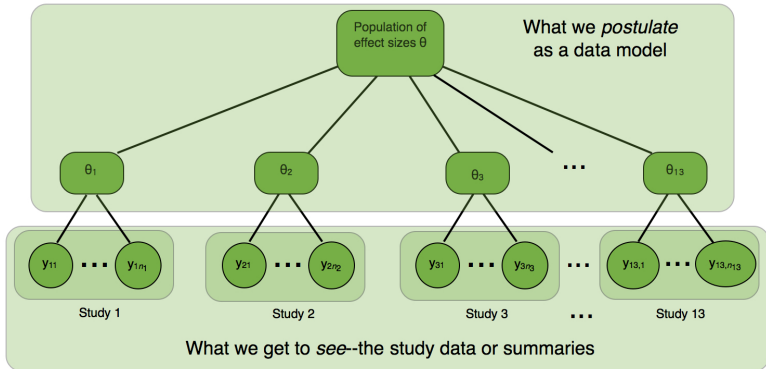 Population of
effect sizes θ
What we postulate
as a data model
θ1
θ2
θ3
...
θ13
y11 ... y1n1
y21 ... y2n2
y31 ... y3n3
...
y13,1 ... y13,n13
Study 1
Study 2
Study 3
...
Study 13
What we get to see--the study data or summaries